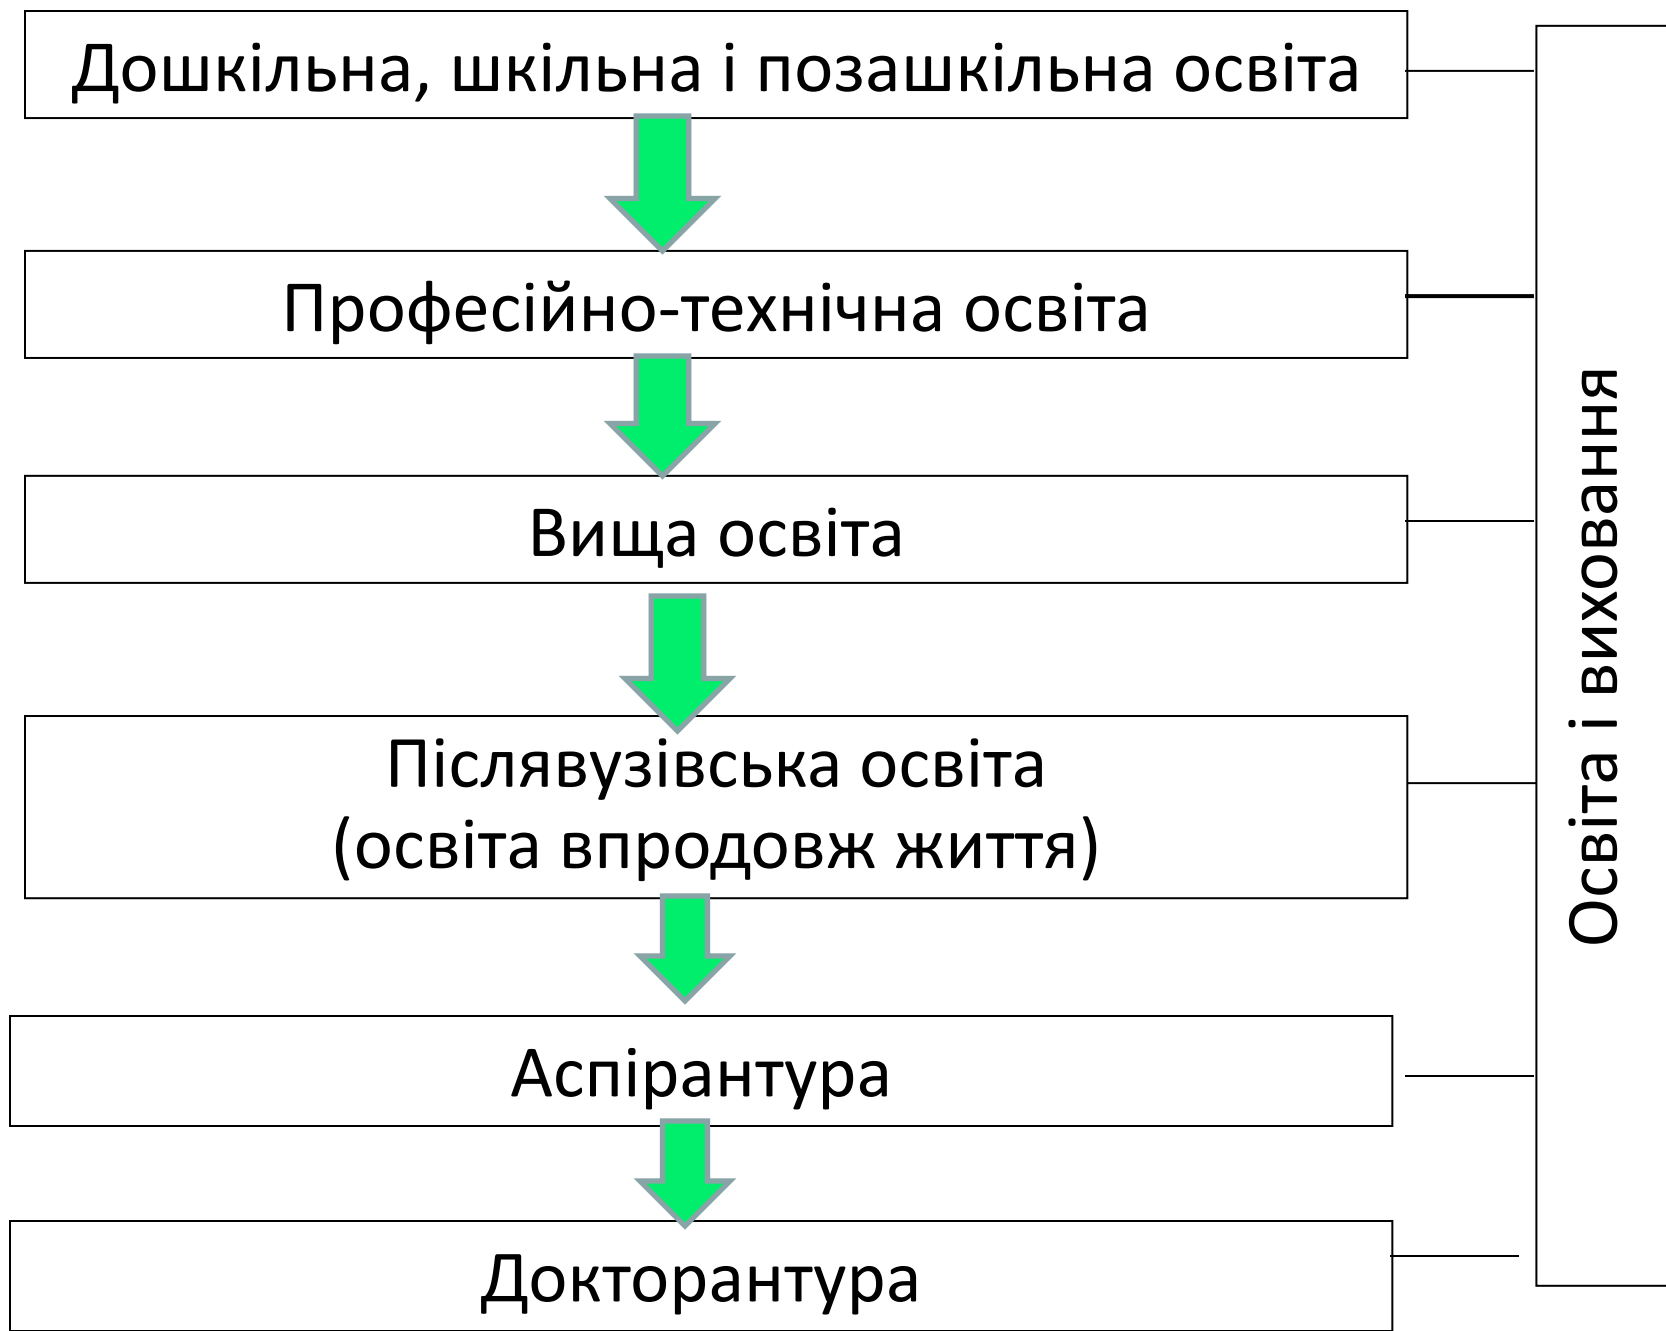 Дошкільна, шкільна і позашкільна освіта
Професійно-технічна освіта
Вища освіта
Післявузівська освіта
(освіта впродовж життя)
Аспірантура
Докторантура
Освіта і виховання